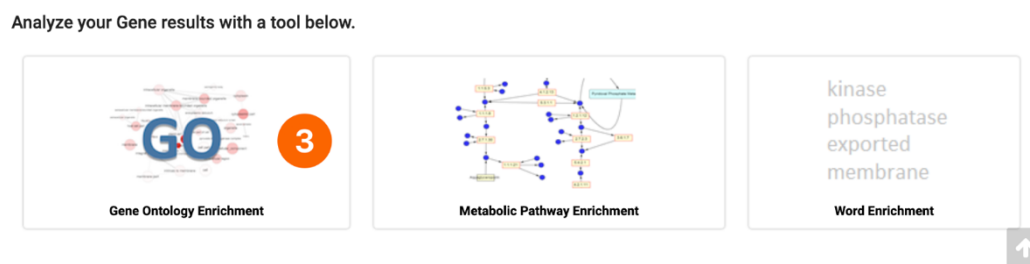 Analyze your Gene results with a tool below.
GO
3
Gene Ontology Enrichment
Metabolic Pathway Enrichment
kinase
phosphatase
exported
membrane
Word Enrichment